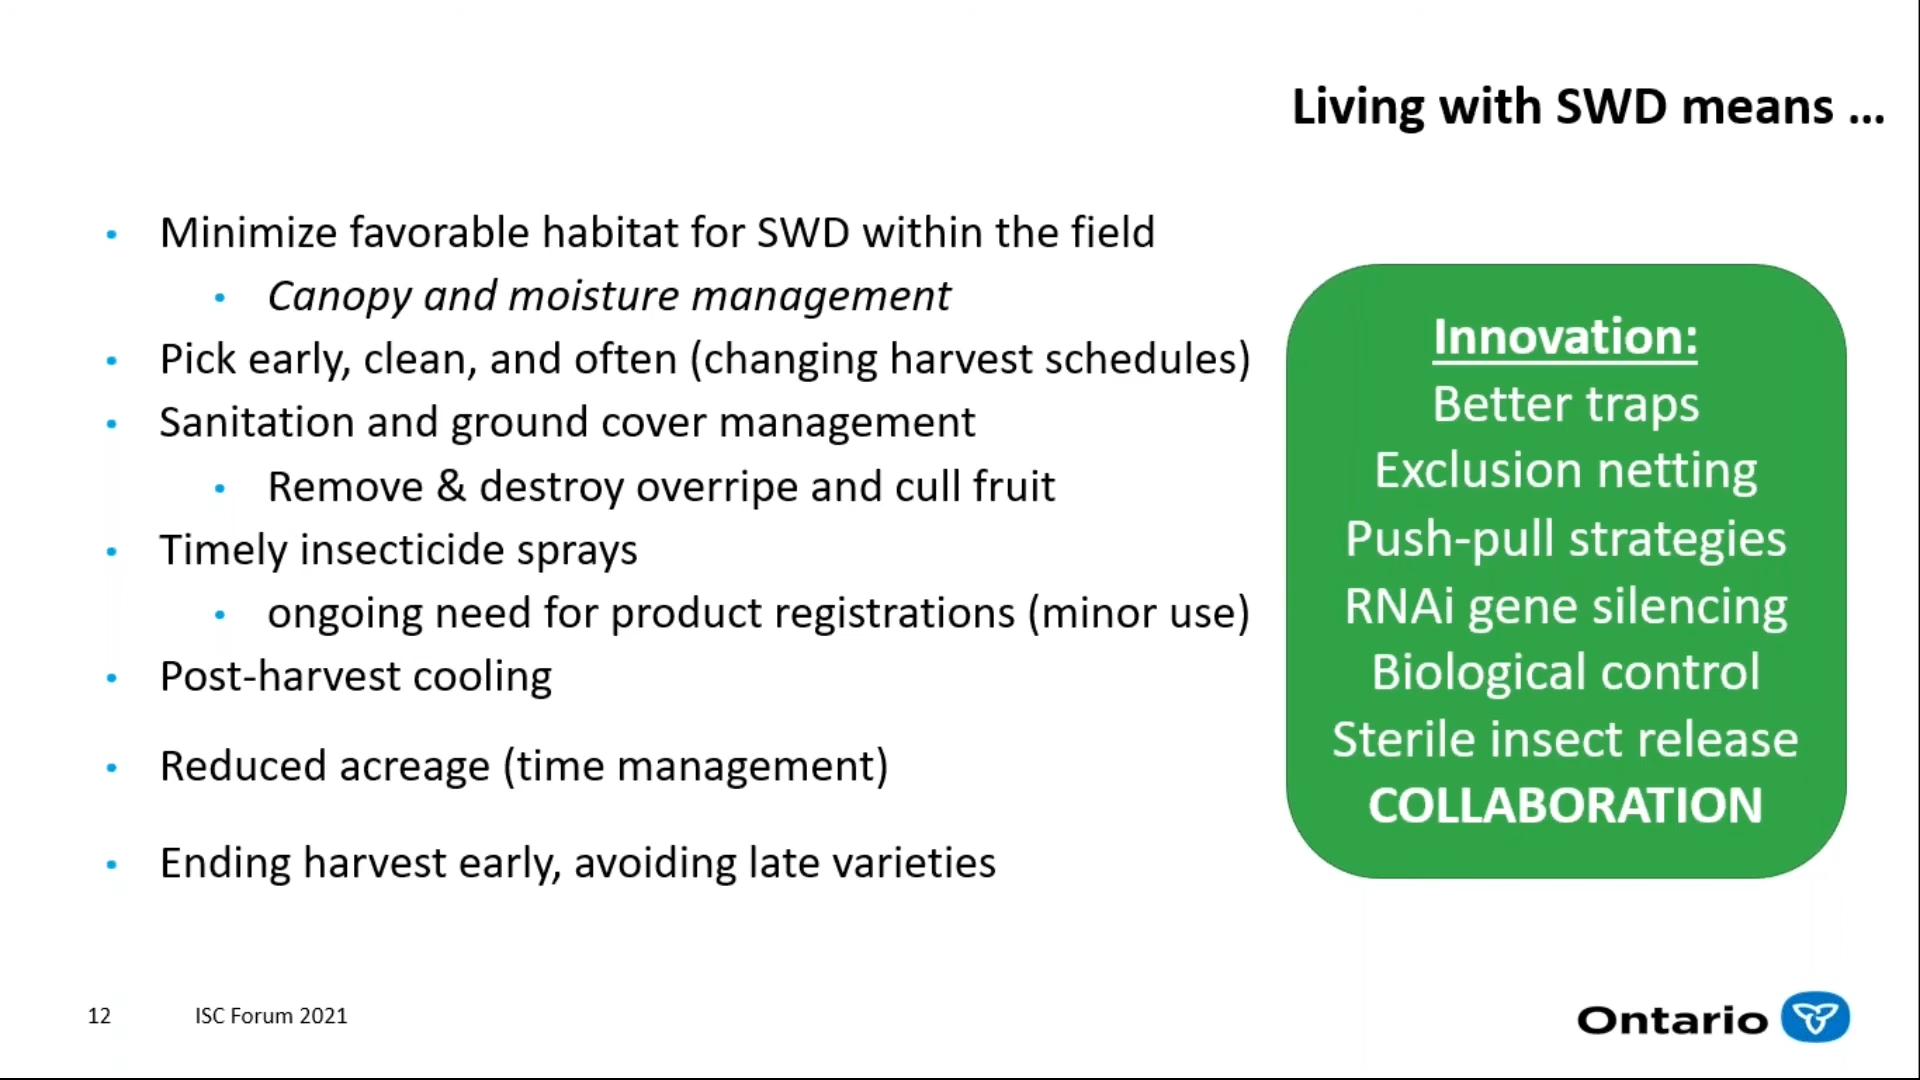 Living with SWD means ...
Minimize favorable habitat for SWD within the field
Canopy and moisture management
Pick early, clean, and often (changing harvest schedules)
Sanitation and ground cover management
Remove & destroy overripe and cull fruit
Timely insecticide sprays
ongoing need for product registrations (minor use)
Post-harvest cooling
Reduced acreage (time management)
Ending harvest early, avoiding late varieties
Innovation:
Better traps
Exclusion netting
Push-pull strategies
RNAi gene silencing
Biological control
Sterile insect release
COLLABORATION
12
ISC Forum 2021
Ontario